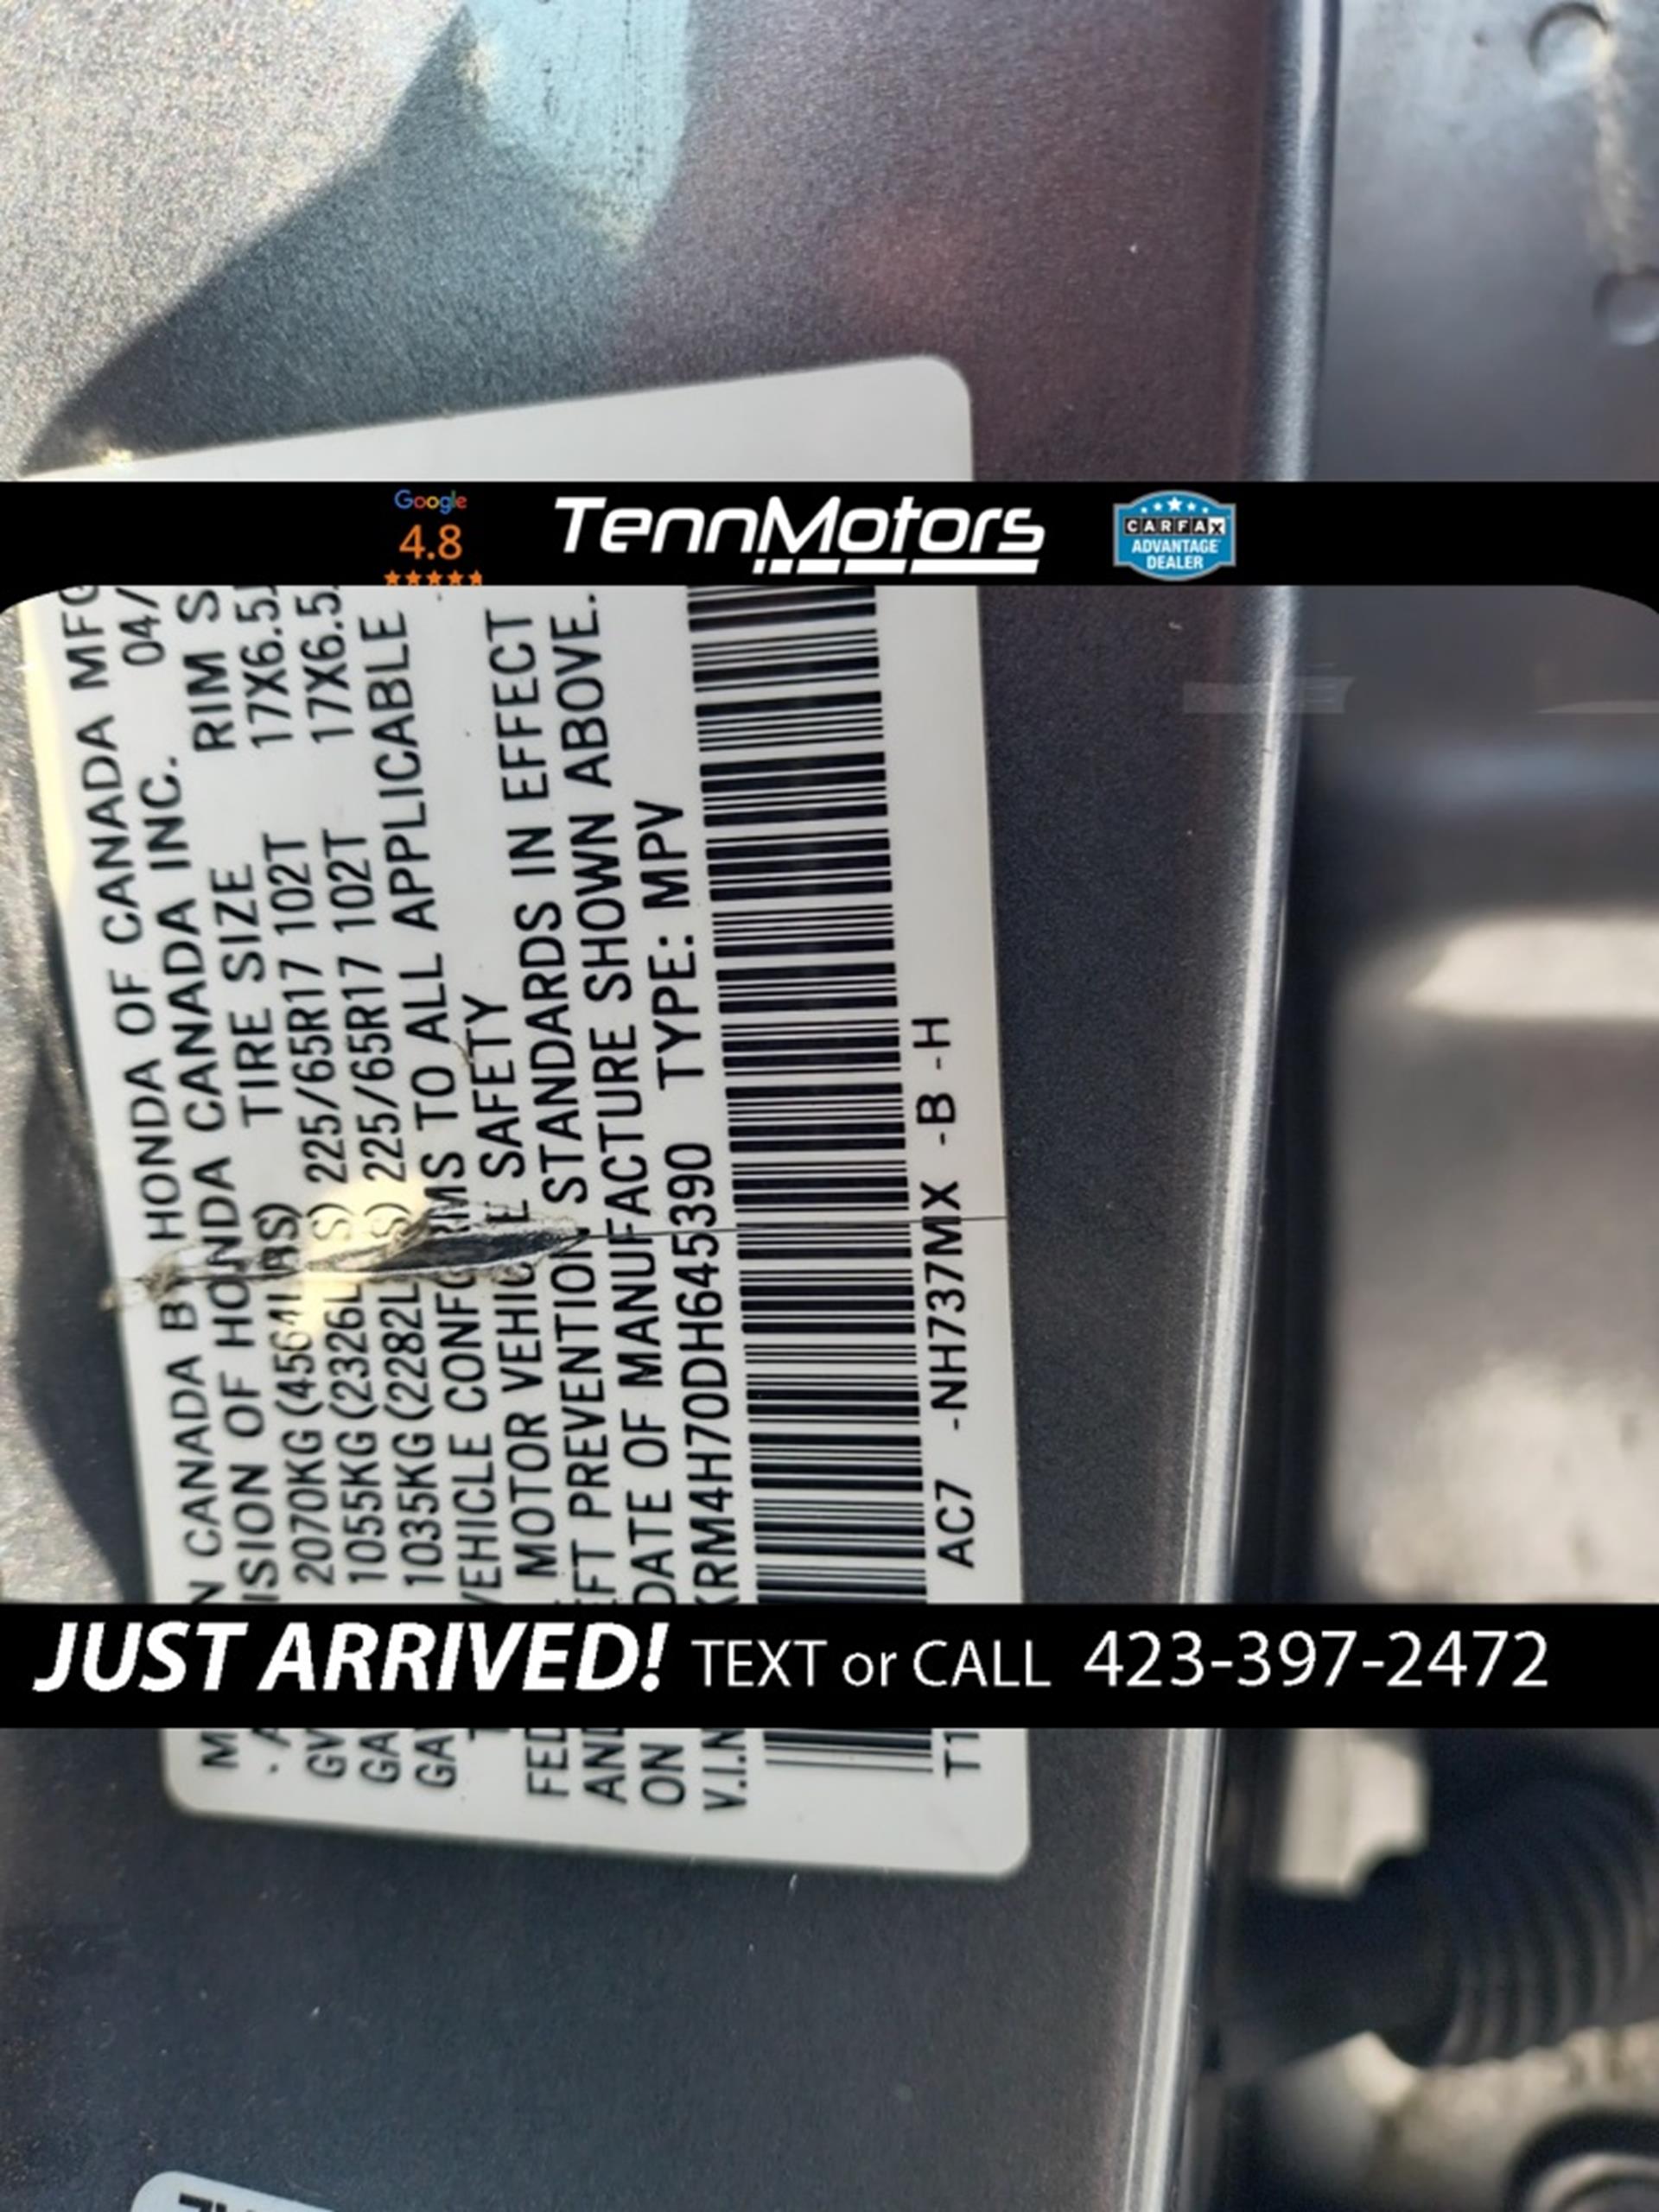 Google
4.8
TennMotors
CARFAX
ADVANTAGE
DEALER
N CANADA BY HONDA OF CANADA MFG
04/
ISION OF HONDA CANADA INC.
TIRE SIZE RIM S
GV 2070KG (4564LBS)
GA 1055KG (2326L S) 225/65R17 102T 17X6.5J
GA 1035KG (2282L S) 225/65R17 102T 17X6.5
VEHICLE CONFORMS TO ALL APPLICABLE
FED MOTOR VEHICLE SAFETY
AND EFT PREVENTION STANDARDS IN EFFECT
ON DATE OF MANUFACTURE SHOWN ABOVE.
V.I.N KRM4H70DH645390 TYPE: MPV
T1 AC7 -NH737MX -B -H
JUST ARRIVED! TEXT or CALL 423-397-2472